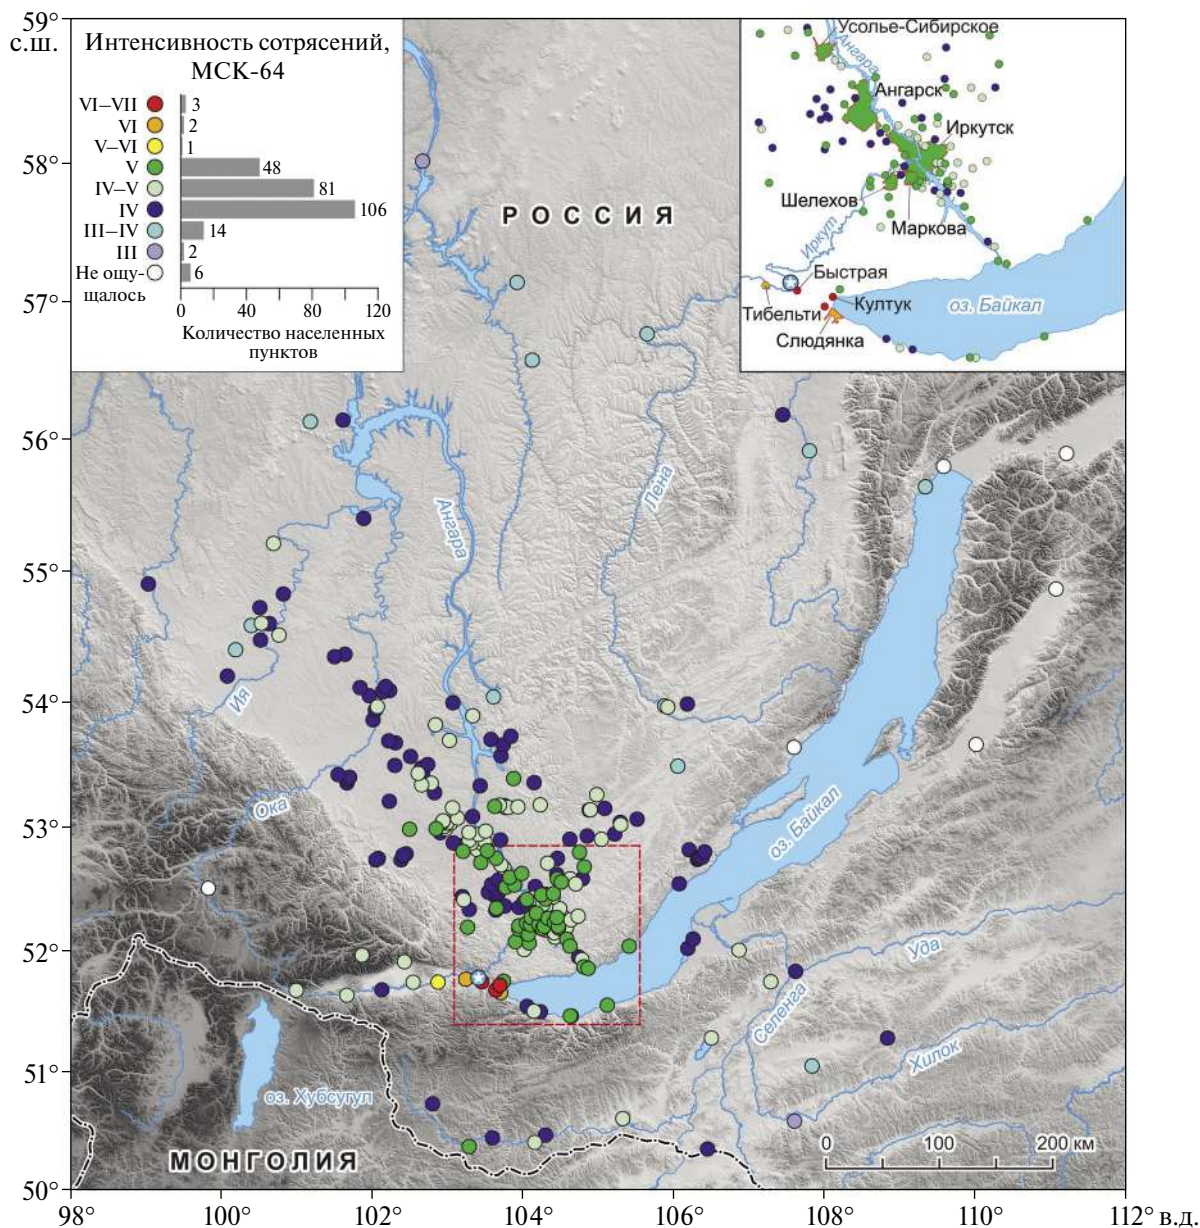 59°
с.ш.
58°
57°
56°
55°
54°
53°
52°
51°
50°
98°
100°
102°
104°
106°
108°
110°
112° в.д.
Интенсивность сотрясений,
МСК-64
VI–VII
3
VI
2
V–VI
1
V
48
IV–V
81
IV
106
III–IV
14
III
2
Не ощу-
щалось
6
0
40
80
120
Количество населенных
пунктов
Усолье-Сибирское
Ангара
Ангарск
Иркутск
Шелехов
Маркова
Иркут
Быстрая
Култук
Тибельти
Слюдянка
оз. Байкал
РОССИЯ
Лена
Ангара
Ия
Ока
оз. Байкал
Уда
Селенга
Хилок
оз. Хубсугул
МОНГОЛИЯ
0
100
200 км